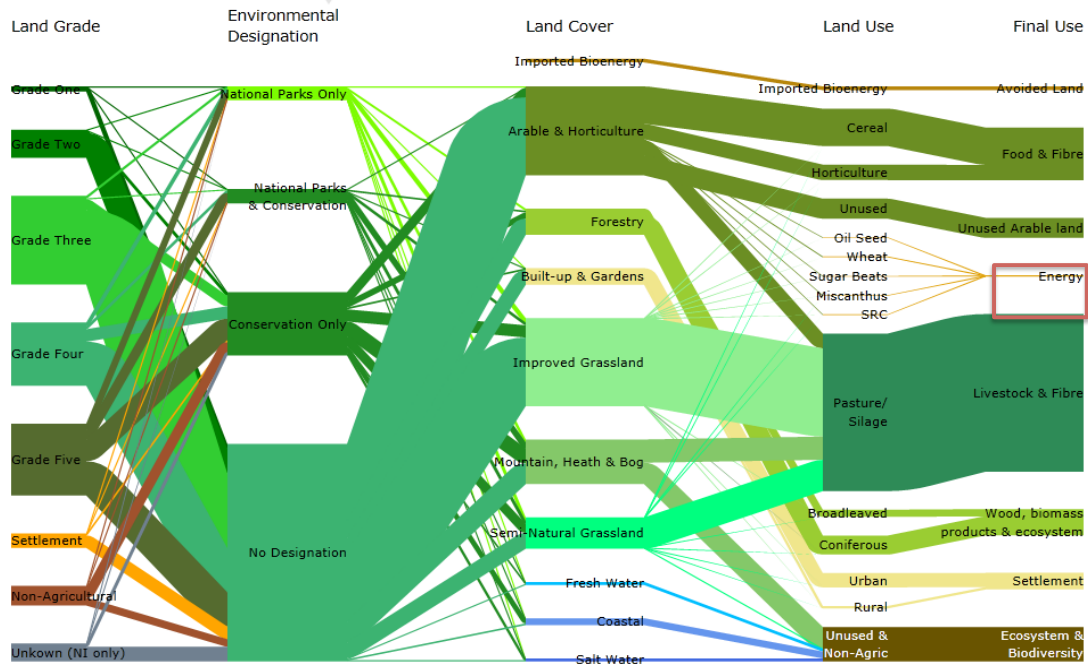 Land Grade
Environmental
Designation
Land Cover
Land Use
Final Use
Grade One
Grade Two
Grade Three
Grade Four
Grade Five
Settlement
Non-Agricultural
Unkown (NI only)
National Parks Only
National Parks
& Conservation
Conservation Only
No Designation
Imported Bioenergy
Arable & Horticulture
Forestry
Built-up & Gardens
Improved Grassland
Mountain, Heath & Bog
Semi-Natural Grassland
Fresh Water
Coastal
Salt Water
Imported Bioenergy
Cereal
Horticulture
Unused
Oil Seed
Wheat
Sugar Beats
Miscanthus
SRC
Pasture/
Silage
Broadleaved
Coniferous
Urban
Rural
Unused &
Non-Agric
Avoided Land
Food & Fibre
Unused Arable land
Energy
Livestock & Fibre
Wood, biomass
products & ecosystem
Settlement
Ecosystem &
Biodiversity